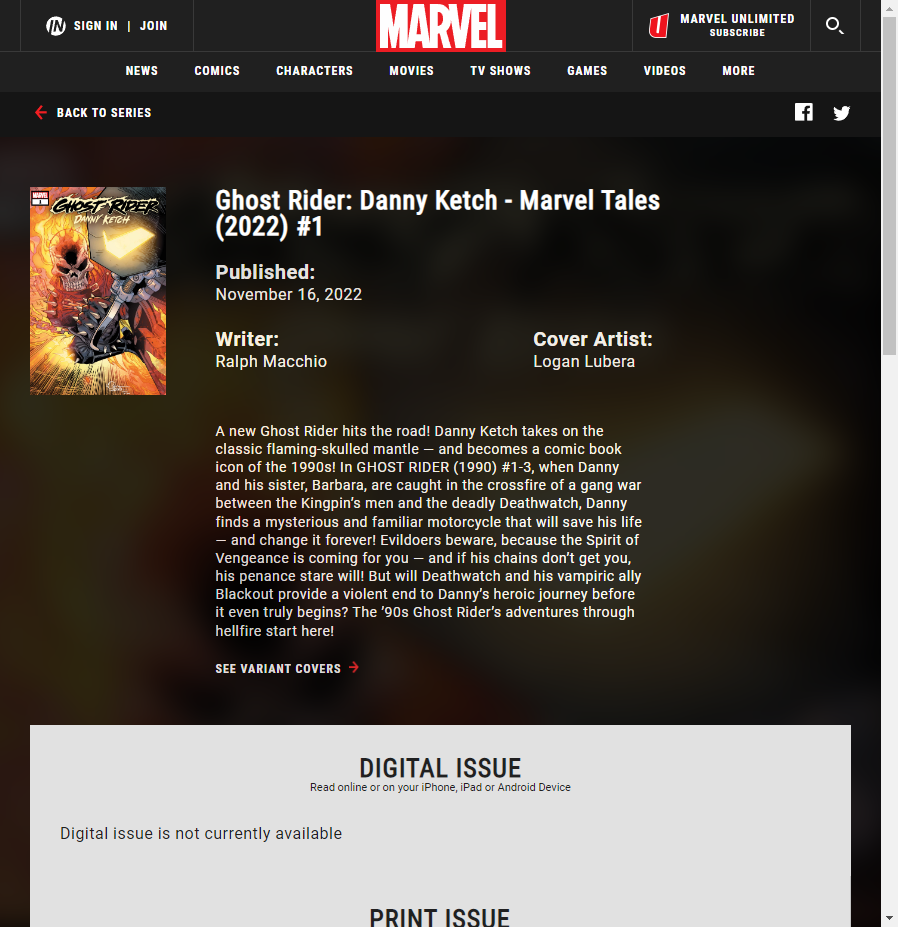 SIGN IN | JOIN
MARVEL
MARVEL UNLIMITED
SUBSCRIBE
NEWS COMICS CHARACTERS MOVIES TV SHOWS GAMES VIDEOS MORE
BACK TO SERIES
MARVEL
1
GHOST RIDER
DANNY KETCH
Ghost Rider: Danny Ketch - Marvel Tales
(2022) #1
Published:
November 16, 2022
Writer:
Ralph Macchio
Cover Artist:
Logan Lubera
A new Ghost Rider hits the road! Danny Ketch takes on the
classic flaming-skulled mantle — and becomes a comic book
icon of the 1990s! In GHOST RIDER (1990) #1-3, when Danny
and his sister, Barbara, are caught in the crossfire of a gang war
between the Kingpin’s men and the deadly Deathwatch, Danny
finds a mysterious and familiar motorcycle that will save his life
— and change it forever! Evildoers beware, because the Spirit of
Vengeance is coming for you — and if his chains don’t get you,
his penance stare will! But will Deathwatch and his vampiric ally
Blackout provide a violent end to Danny’s heroic journey before
it even truly begins? The ’90s Ghost Rider’s adventures through
hellfire start here!
SEE VARIANT COVERS
DIGITAL ISSUE
Read online or on your iPhone, iPad or Android Device
Digital issue is not currently available
PRINT ISSUE